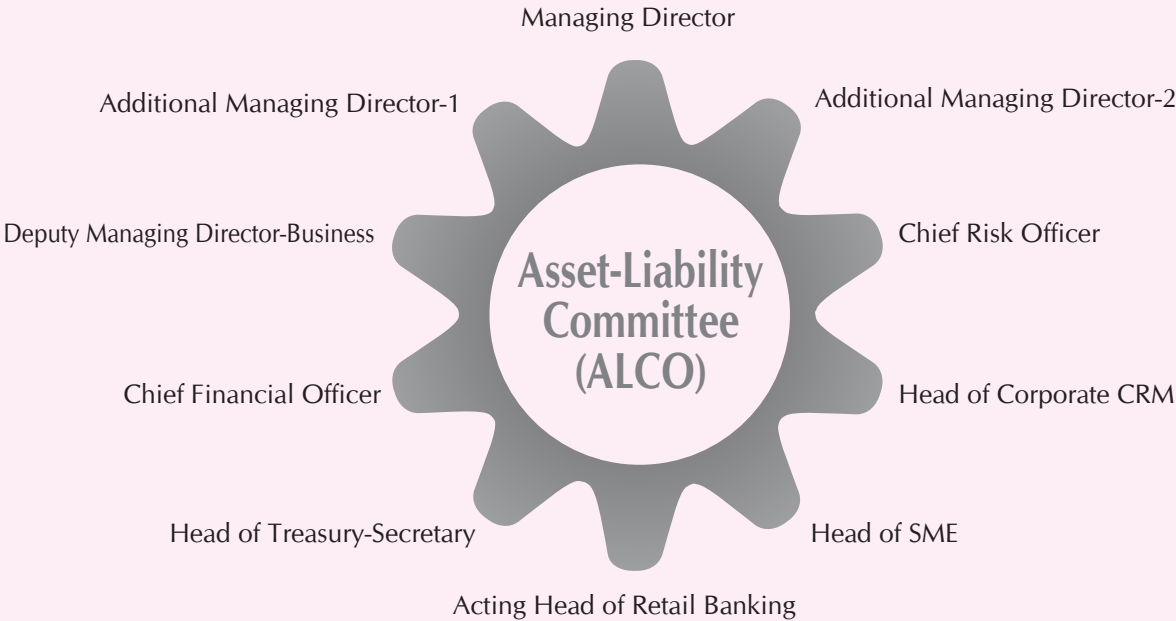 Managing Director
Additional Managing Director-1
Additional Managing Director-2
Deputy Managing Director-Business
Chief Risk Officer
Asset-Liability
Committee
(ALCO)
Chief Financial Officer
Head of Corporate CRM
Head of Treasury-Secretary
Head of SME
Acting Head of Retail Banking